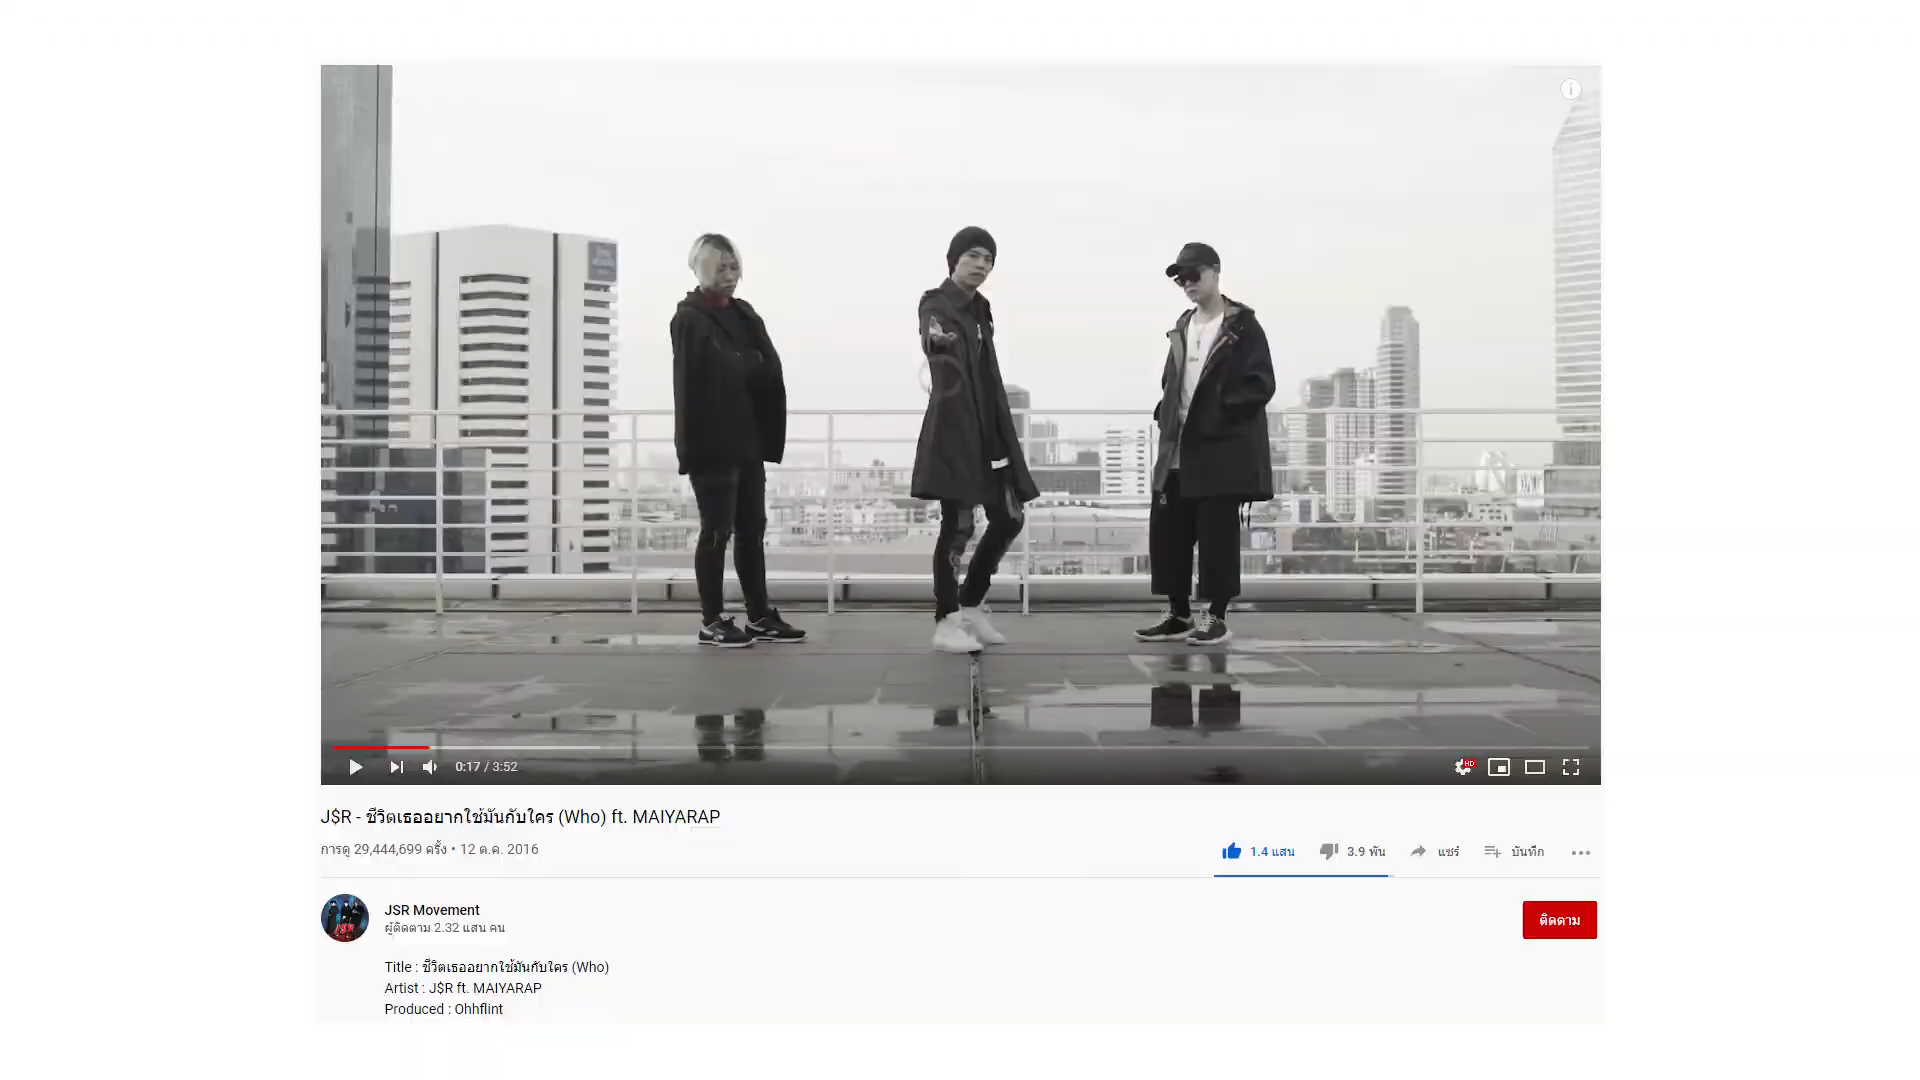 0:17 / 3:52
HD
J$R - ชีวิตเธออยากใช้มันกับใคร (Who) ft. MAIYARAP
การดู 29,444,699 ครั้ง • 12 ต.ค. 2016
1.4 แสน 3.9 พัน แชร์ บันทึก
JSR Movement
ผู้ติดตาม 2.32 แสน คน
ติดตาม
Title : ชีวิตเธออยากใช้มันกับใคร (Who)
Artist : J$R ft. MAIYARAP
Produced : Ohhflint